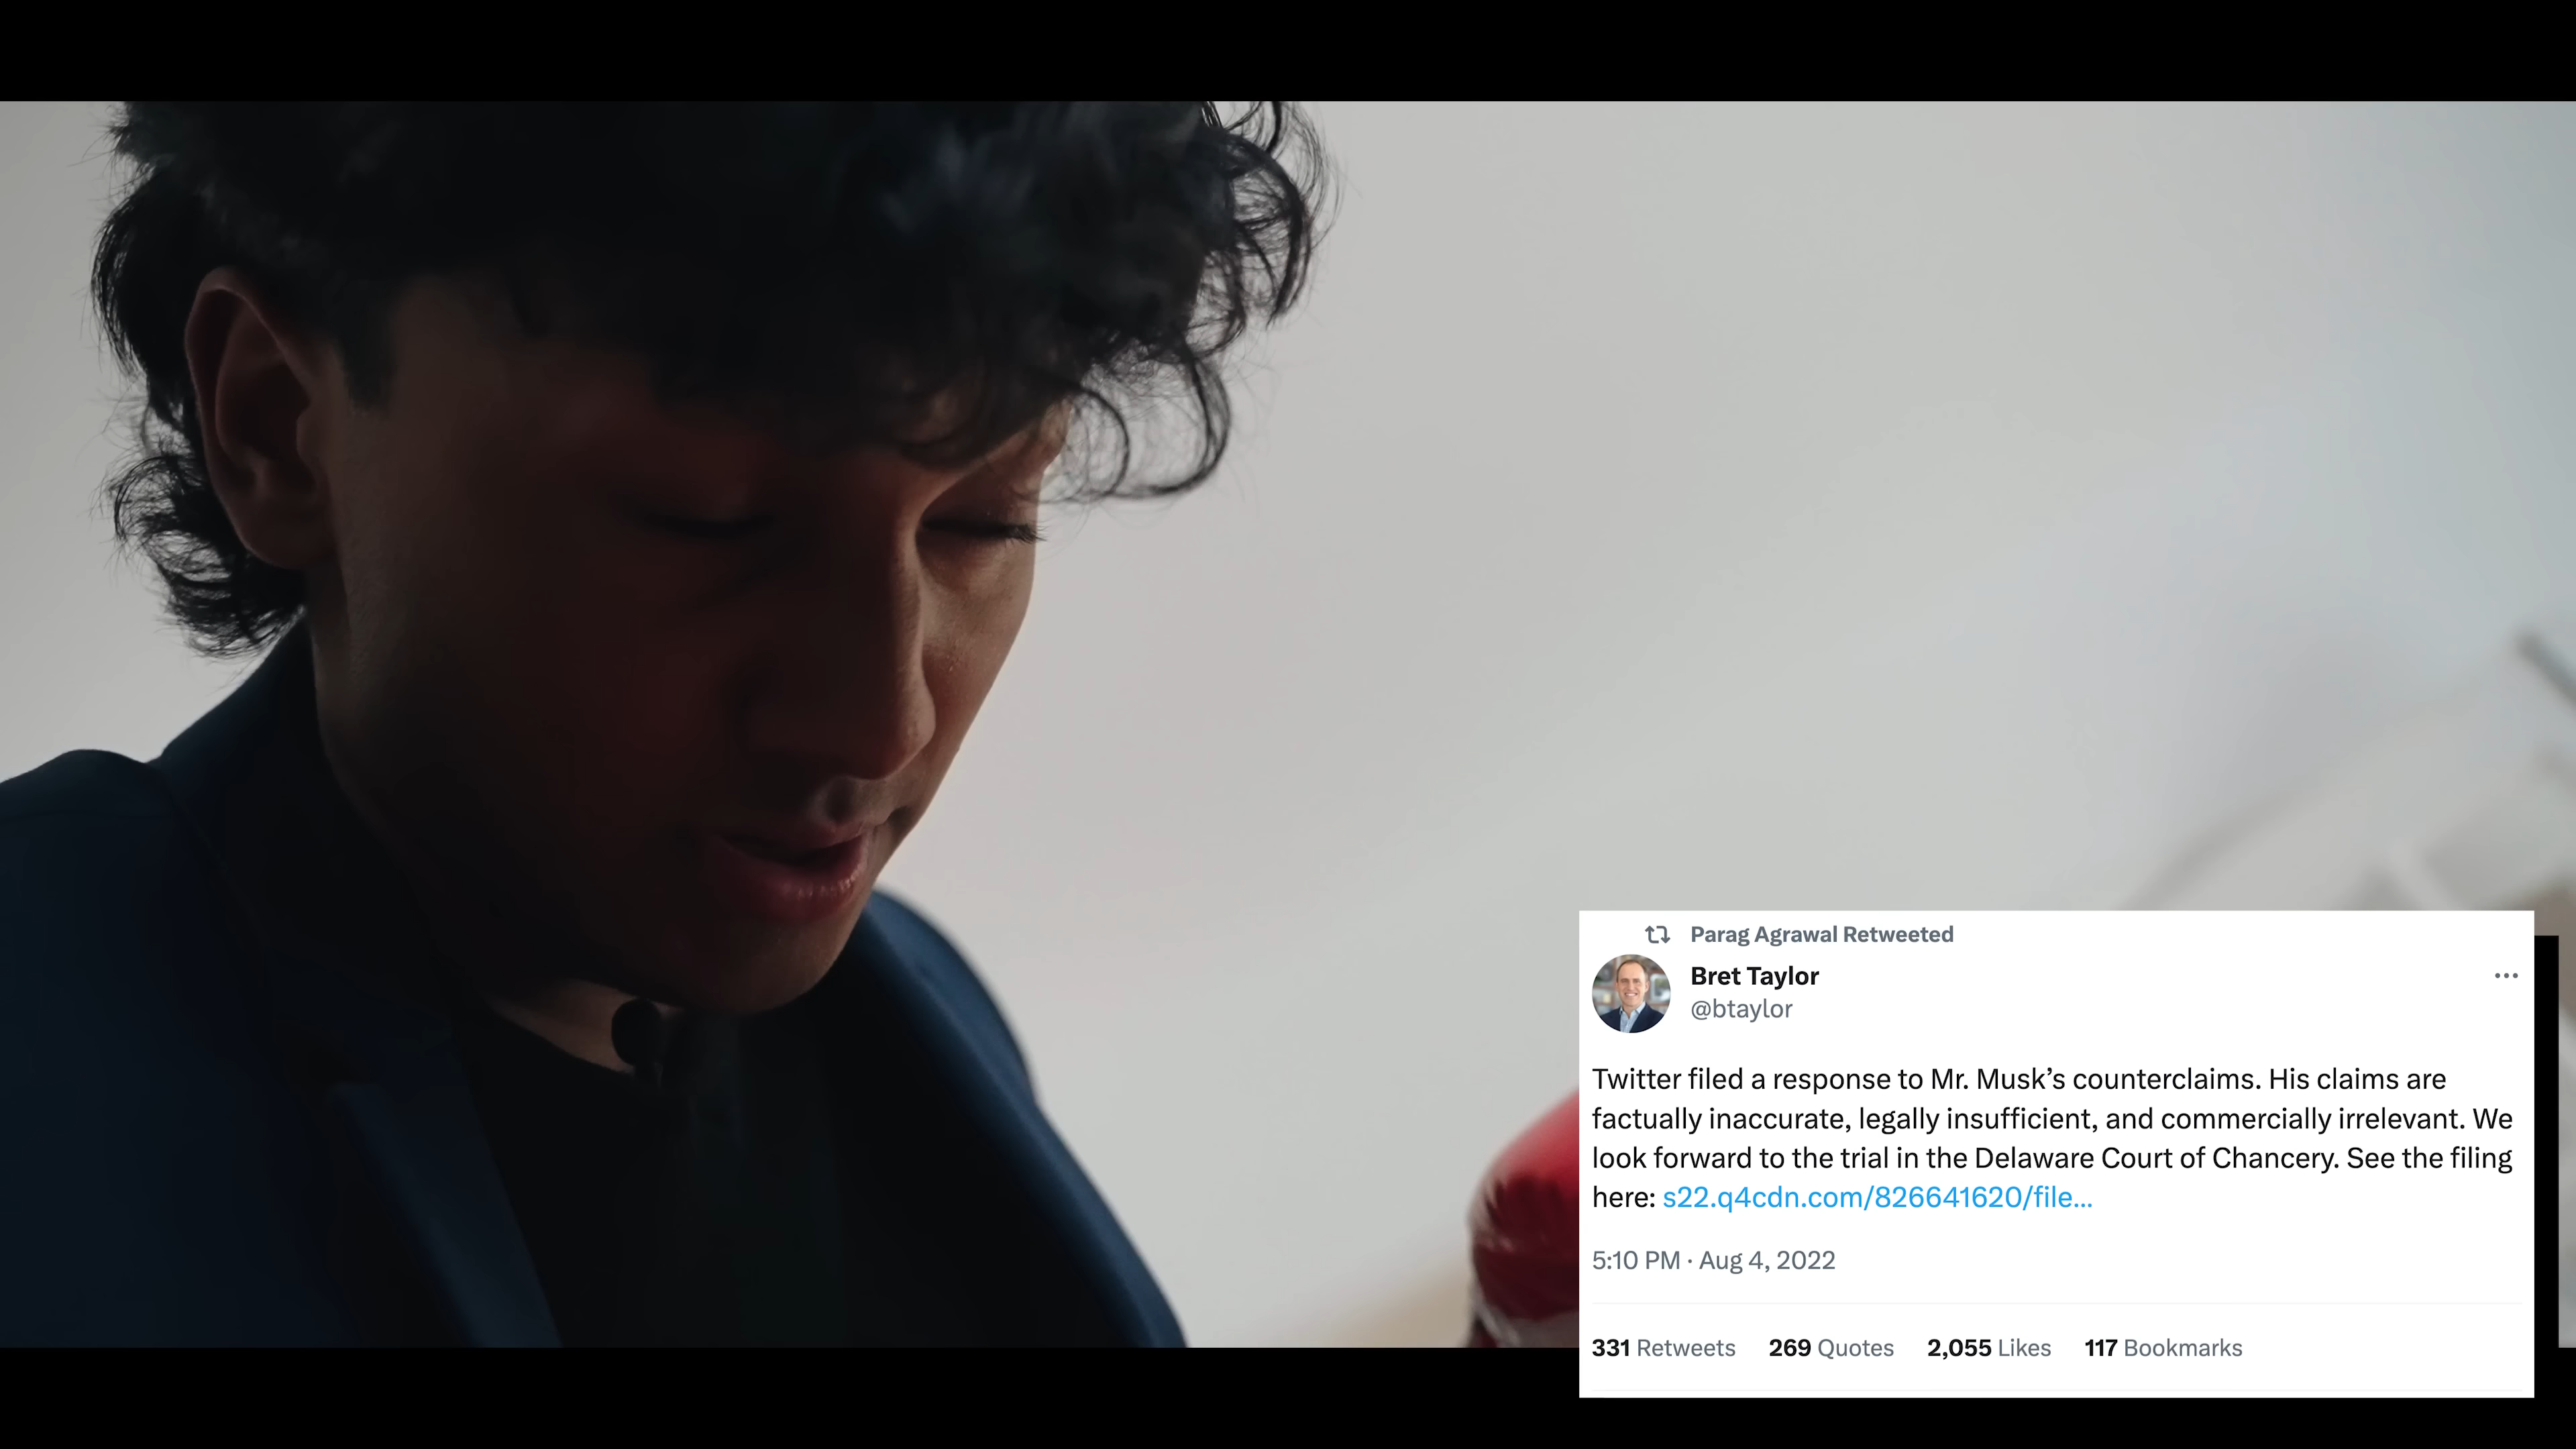 Parag Agrawal Retweeted
Bret Taylor
@btaylor
Twitter filed a response to Mr. Musk’s counterclaims. His claims are
factually inaccurate, legally insufficient, and commercially irrelevant. We
look forward to the trial in the Delaware Court of Chancery. See the filing
here: s22.q4cdn.com/826641620/file...
5:10 PM · Aug 4, 2022
331 Retweets 269 Quotes 2,055 Likes 117 Bookmarks